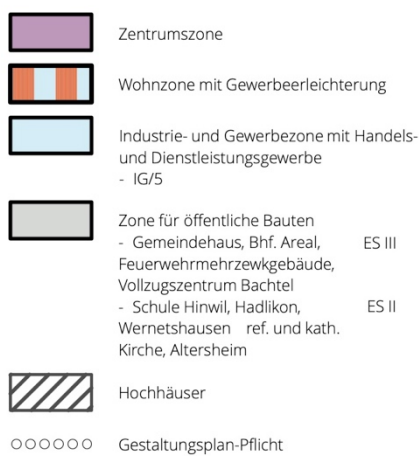 Zentrumszone
Wohnzone mit Gewerbeerleichterung
Industrie- und Gewerbezone mit Handels-
und Dienstleistungsgewerbe
- IG/5
Zone für öffentliche Bauten
- Gemeindehaus, Bhf. Areal, ES III
Feuerwehrmehrzewkgebäude,
Vollzugszentrum Bachtel
- Schule Hinwil, Hadlikon, ES II
Wernetshausen ref. und kath.
Kirche, Altersheim
Hochhäuser
Gestaltungsplan-Pflicht